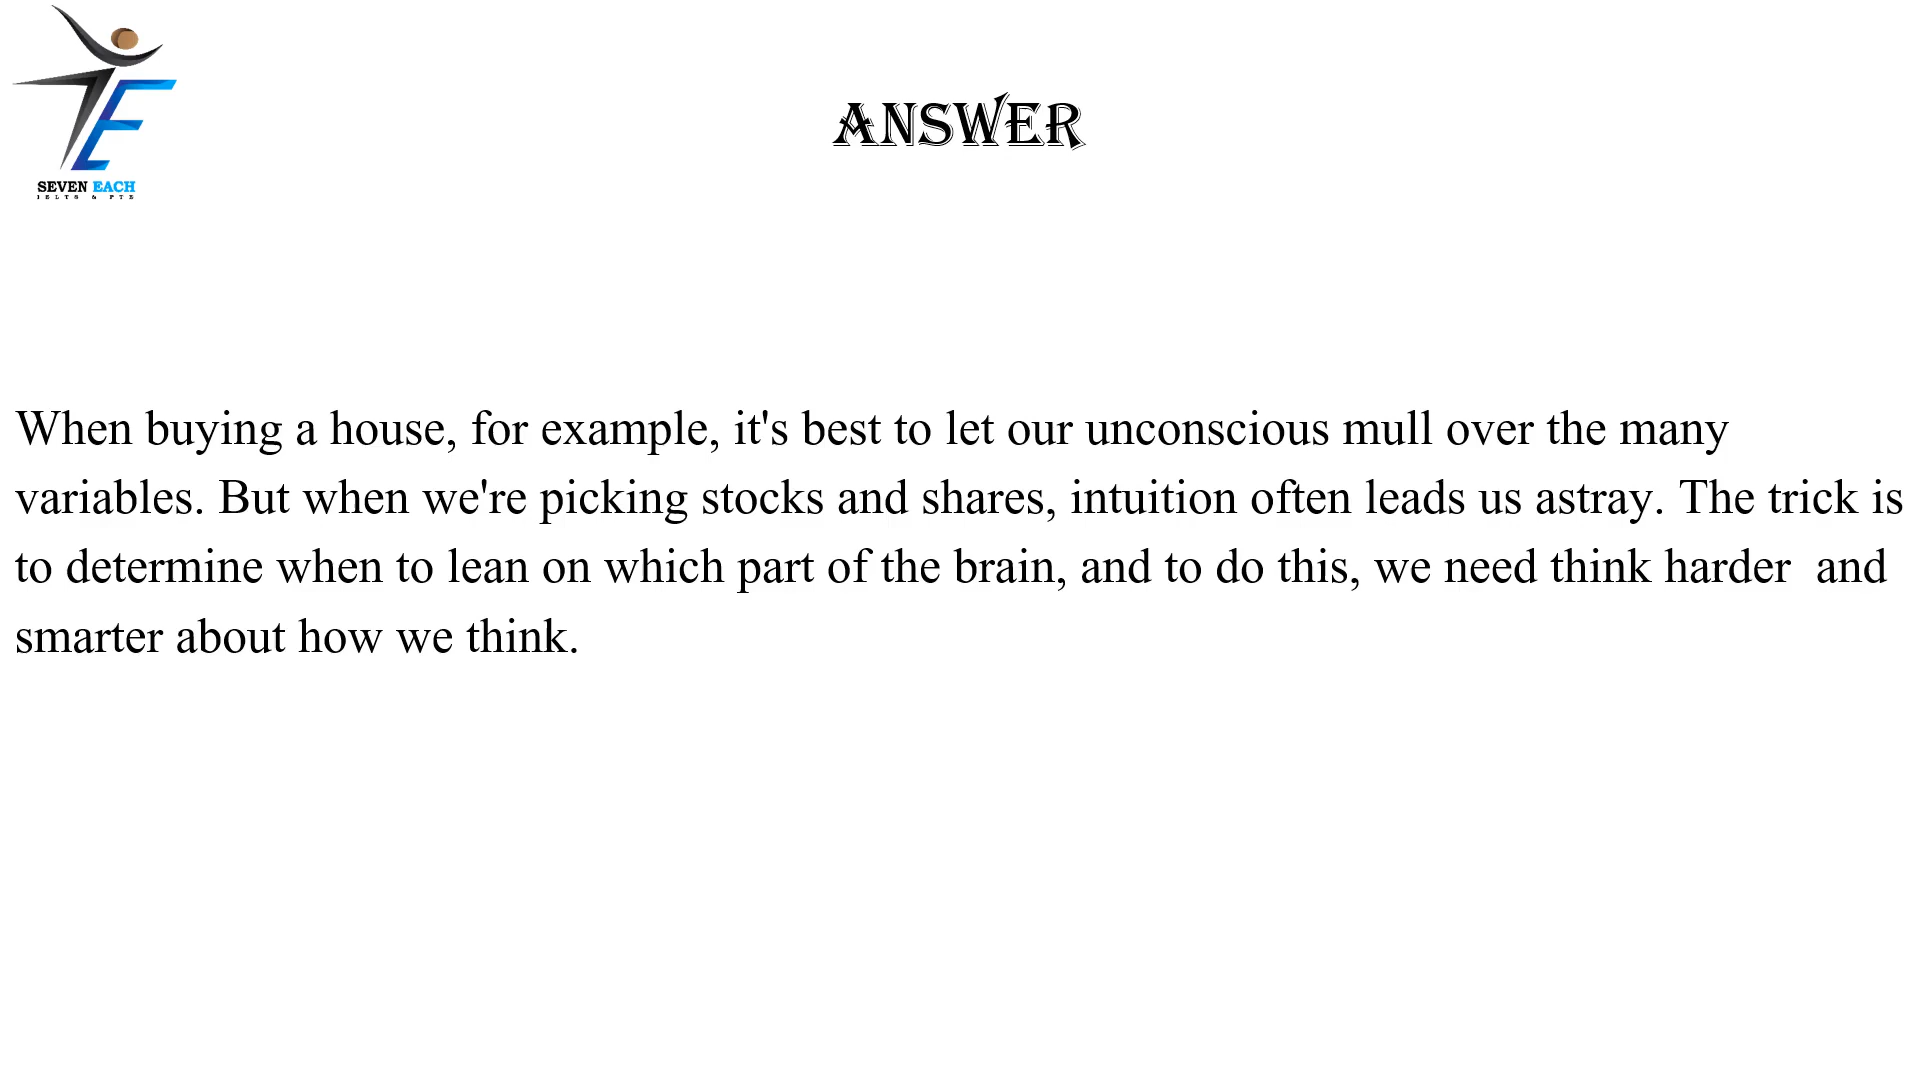 SEVEN EACH
IELTS & PTE
ANSWER
When buying a house, for example, it's best to let our unconscious mull over the many
variables. But when we're picking stocks and shares, intuition often leads us astray. The trick is
to determine when to lean on which part of the brain, and to do this, we need think harder  and
smarter about how we think.